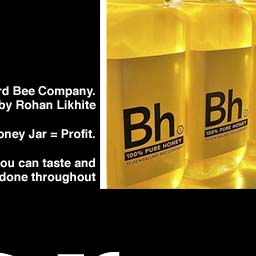 rd Bee Company.
by Rohan Likhite
oney Jar = Profit.
ou can taste and
done throughout
Bh.
100% PURE HONEY
Bh.
100% PURE HONEY